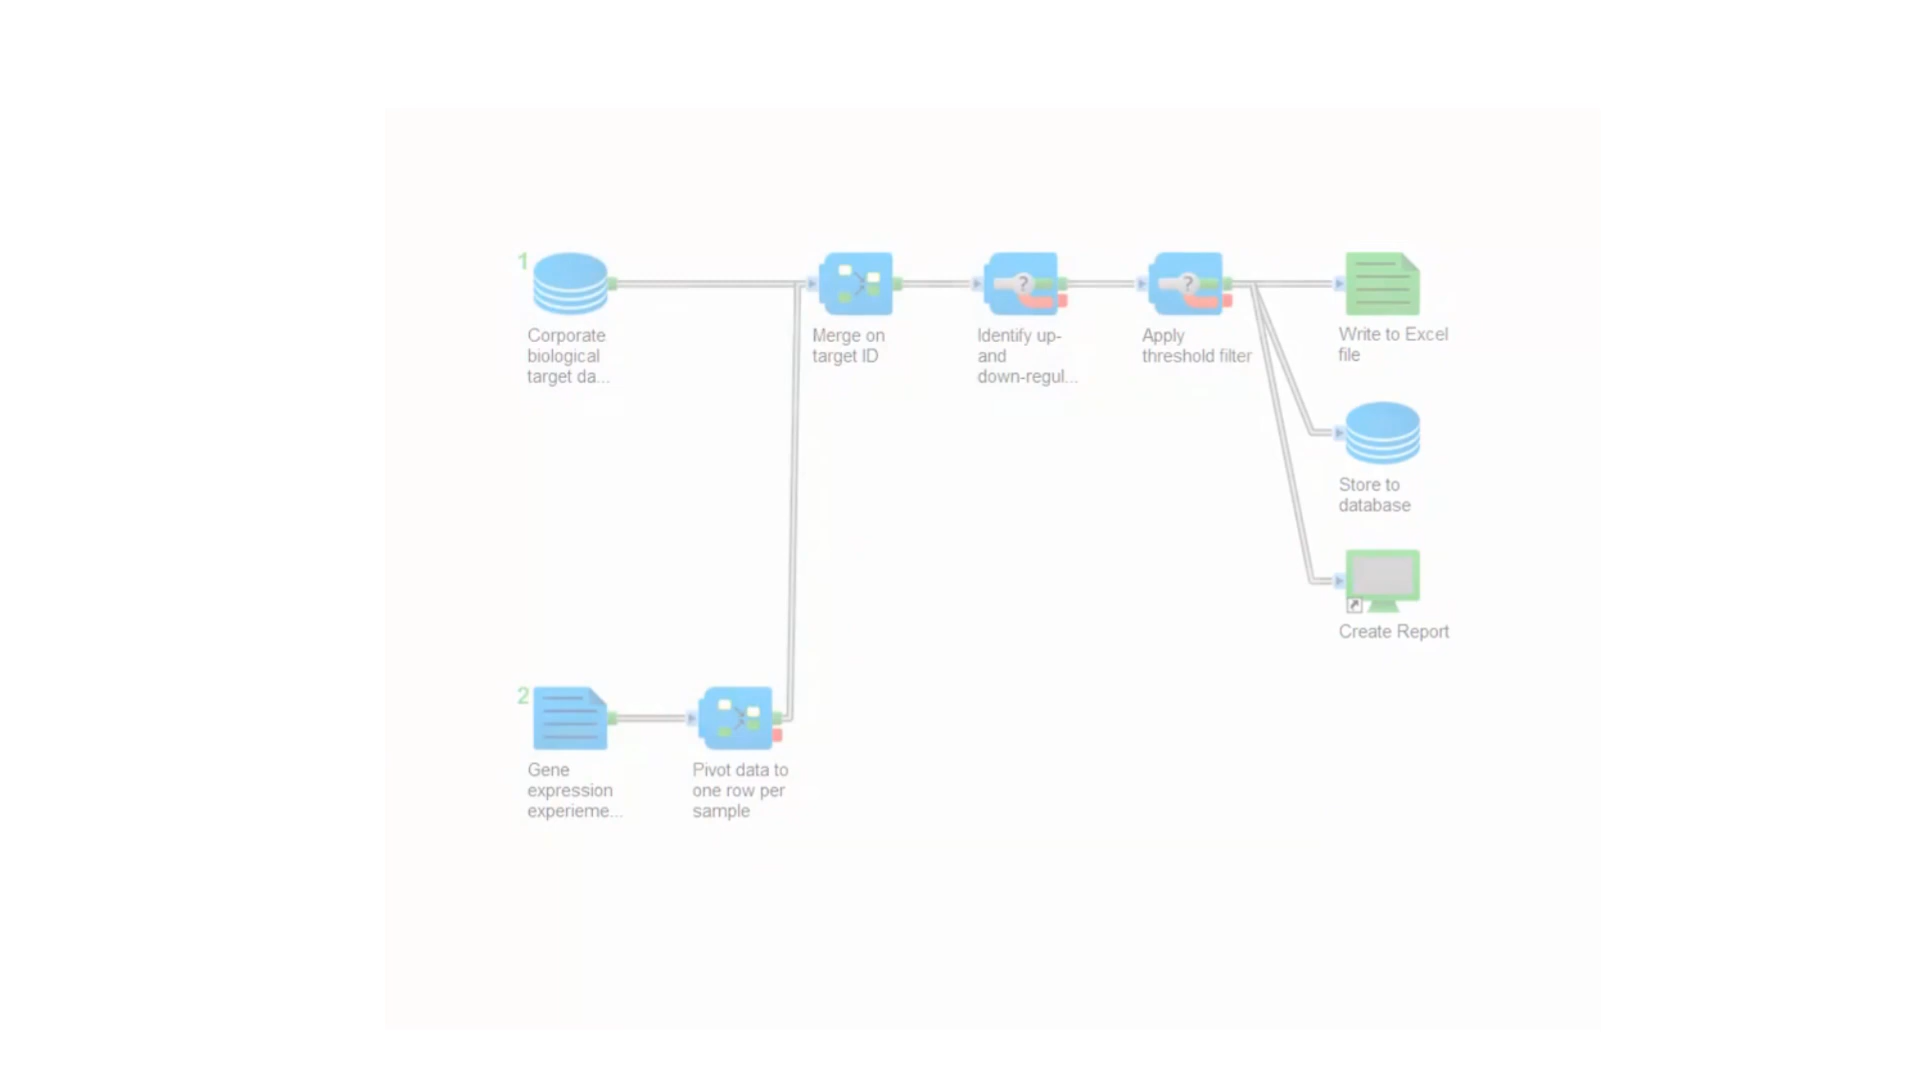 1
Corporate
biological
target da...
Merge on
target ID
Identify up-
and
down-regul...
?
Apply
threshold filter
?
Write to Excel
file
Store to
database
Create Report
2
Gene
expression
experieme...
Pivot data to
one row per
sample